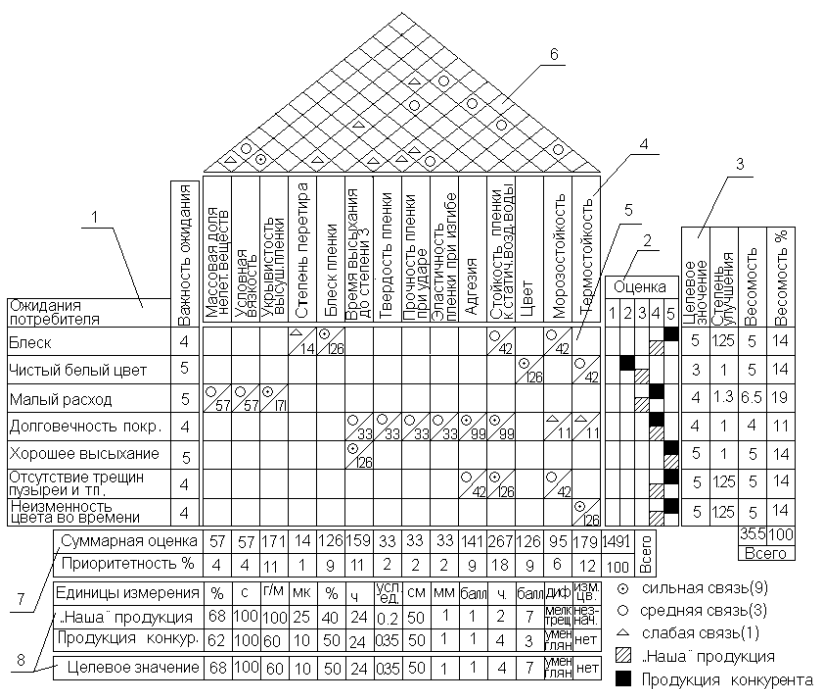 6
4
3
1
5
2
Важность ожидания
Массовая доля нелет.веществ
Условная вязкость
Укрывистость высуш.пленки
Степень перетира
Блеск пленки
Время высыхания до степени 3
Твердость пленки
Прочность пленки при ударе
Эластичность пленки при изгибе
Адгезия
Стойкость пленки к статич.возд.воды
Цвет
Морозостойкость
Термостойкость
Оценка
1 2 3 4 5
Целевое значение
Степень улучшения
Весомость
Весомость %
Ожидания потребителя
Блеск 4 14 126 42 42 5 1.25 5 14
Чистый белый цвет 5 126 42 3 1 5 14
Малый расход 5 57 57 171 4 1.3 6.5 19
Долговечность покр. 4 33 33 33 33 99 99 11 11 4 1 4 11
Хорошее высыхание 5 126 5 1 5 14
Отсутствие трещин пузырей и т.п. 4 42 126 42 5 1.25 5 14
Неизменность цвета во времени 4 126 5 1.25 5 14
35.5 100
Всего
Суммарная оценка 57 57 171 14 126 159 33 33 33 141 267 126 95 179 1491
Приоритетность % 4 4 11 1 9 11 2 2 2 9 18 9 6 12 100
Всего
7
Единицы измерения % с г/м мк % ч усл. ед. см мм балл ч. балл диф изм. цв.
„Наша" продукция 68 100 100 25 40 24 0.2 50 1 1 2 7 мелк трещ нез- нач.
Продукция конкур. 62 100 60 10 50 24 0.35 50 1 1 4 3 умен глян нет
8
Целевое значение 68 100 60 10 50 24 0.35 50 1 1 4 7 умен глян нет
сильная связь(9)
средняя связь(3)
слабая связь(1)
„Наша" продукция
Продукция конкурента